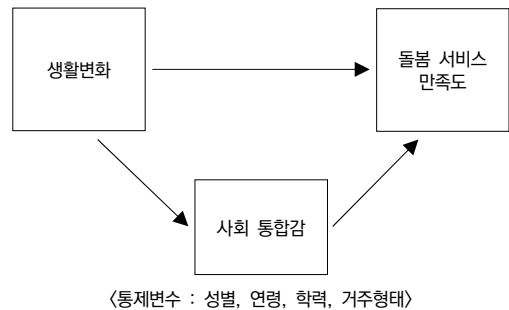 생활변화
돌봄 서비스
만족도
사회 통합감
〈통제변수 : 성별, 연령, 학력, 거주형태〉